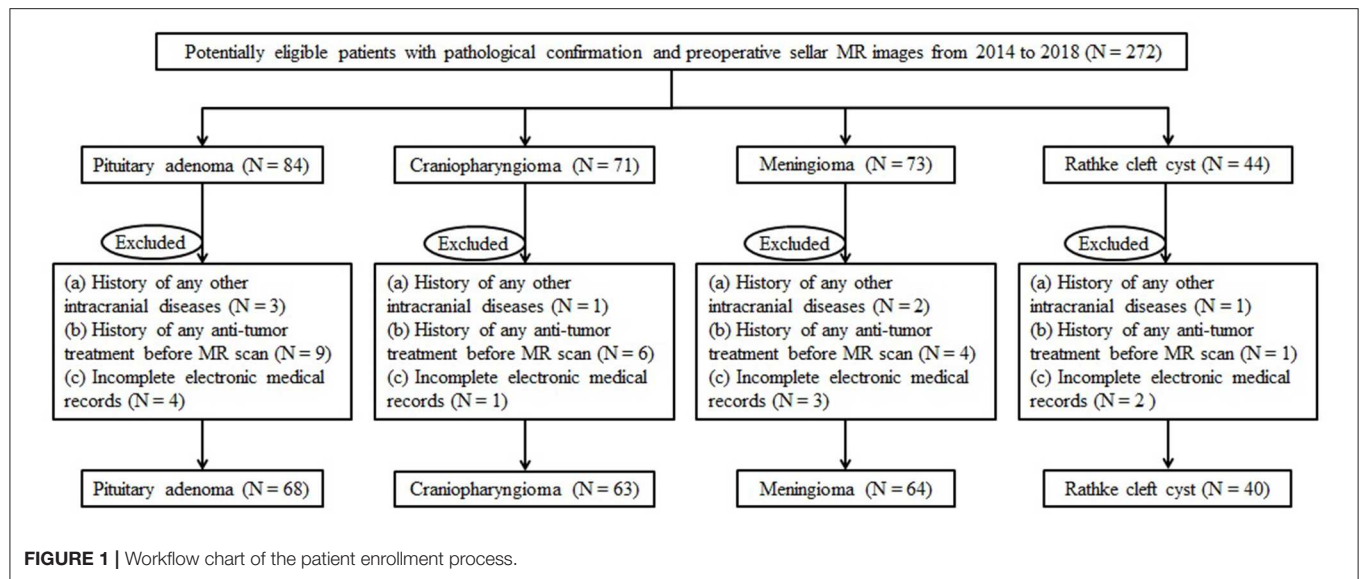 Potentially eligible patients with pathological confirmation and preoperative sellar MR images from 2014 to 2018 (N = 272)
Pituitary adenoma (N = 84)
Craniopharyngioma (N = 71)
Meningioma (N = 73)
Rathke cleft cyst (N = 44)
Excluded
Excluded
Excluded
Excluded
(a) History of any other
intracranial diseases (N = 3)
(b) History of any anti-tumor
treatment before MR scan (N = 9)
(c) Incomplete electronic medical
records (N = 4)
(a) History of any other
intracranial diseases (N = 1)
(b) History of any anti-tumor
treatment before MR scan (N = 6)
(c) Incomplete electronic medical
records (N = 1)
(a) History of any other
intracranial diseases (N = 2)
(b) History of any anti-tumor
treatment before MR scan (N = 4)
(c) Incomplete electronic medical
records (N = 3)
(a) History of any other
intracranial diseases (N = 1)
(b) History of any anti-tumor
treatment before MR scan (N = 1)
(c) Incomplete electronic medical
records (N = 2 )
Pituitary adenoma (N = 68)
Craniopharyngioma (N = 63)
Meningioma (N = 64)
Rathke cleft cyst (N = 40)
FIGURE 1 | Workflow chart of the patient enrollment process.